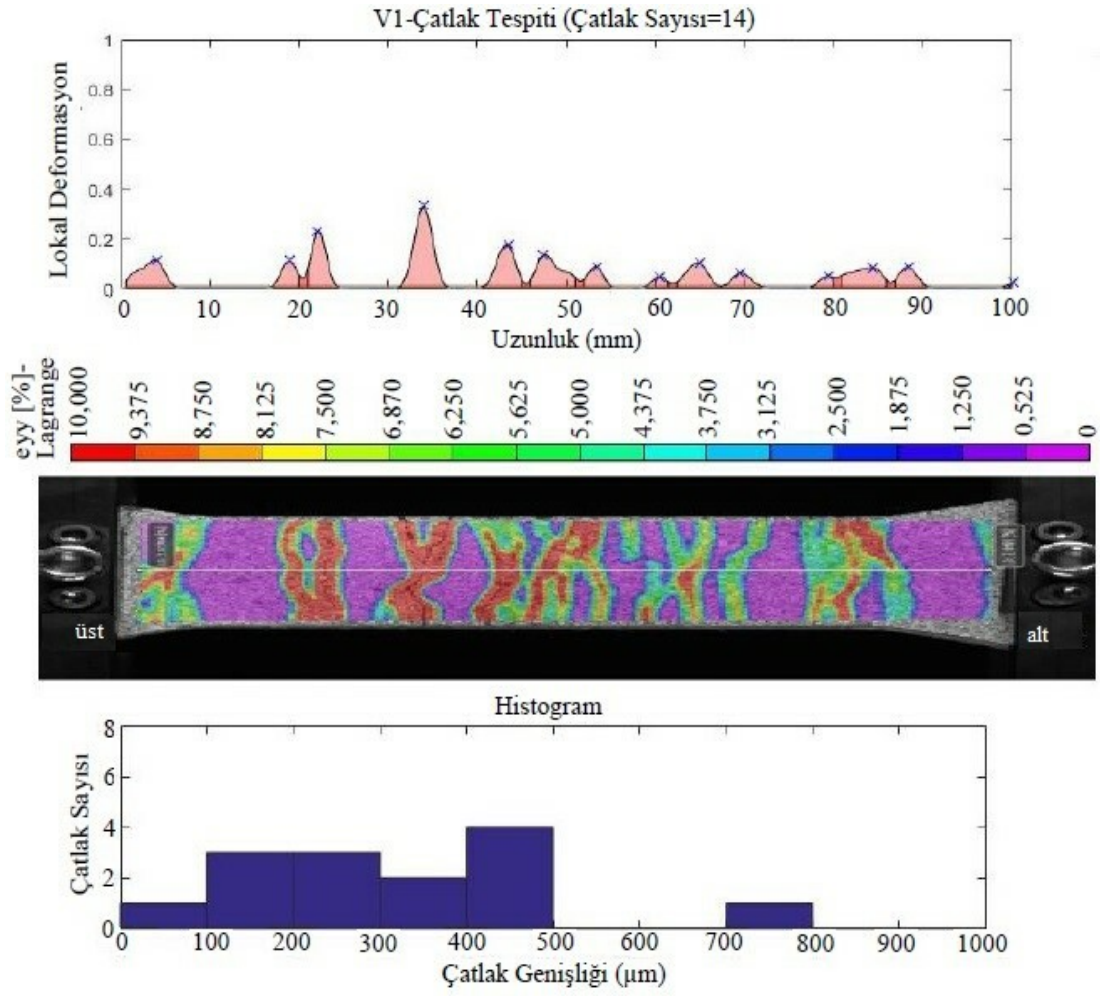 V1-Çatlak Tespiti (Çatlak Sayısı=14)
Lokal Deformasyon
1
0.8
0.6
0.4
0.2
0
0 10 20 30 40 50 60 70 80 90 100
Uzunluk (mm)
eyy [%]-
Lagrange
10,000 9,375 8,750 8,125 7,500 6,870 6,250 5,625 5,000 4,375 3,750 3,125 2,500 1,875 1,250 0,525 0
üst
alt
Histogram
Çatlak Sayısı
8
6
4
2
0
0 100 200 300 400 500 600 700 800 900 1000
Çatlak Genişliği (µm)